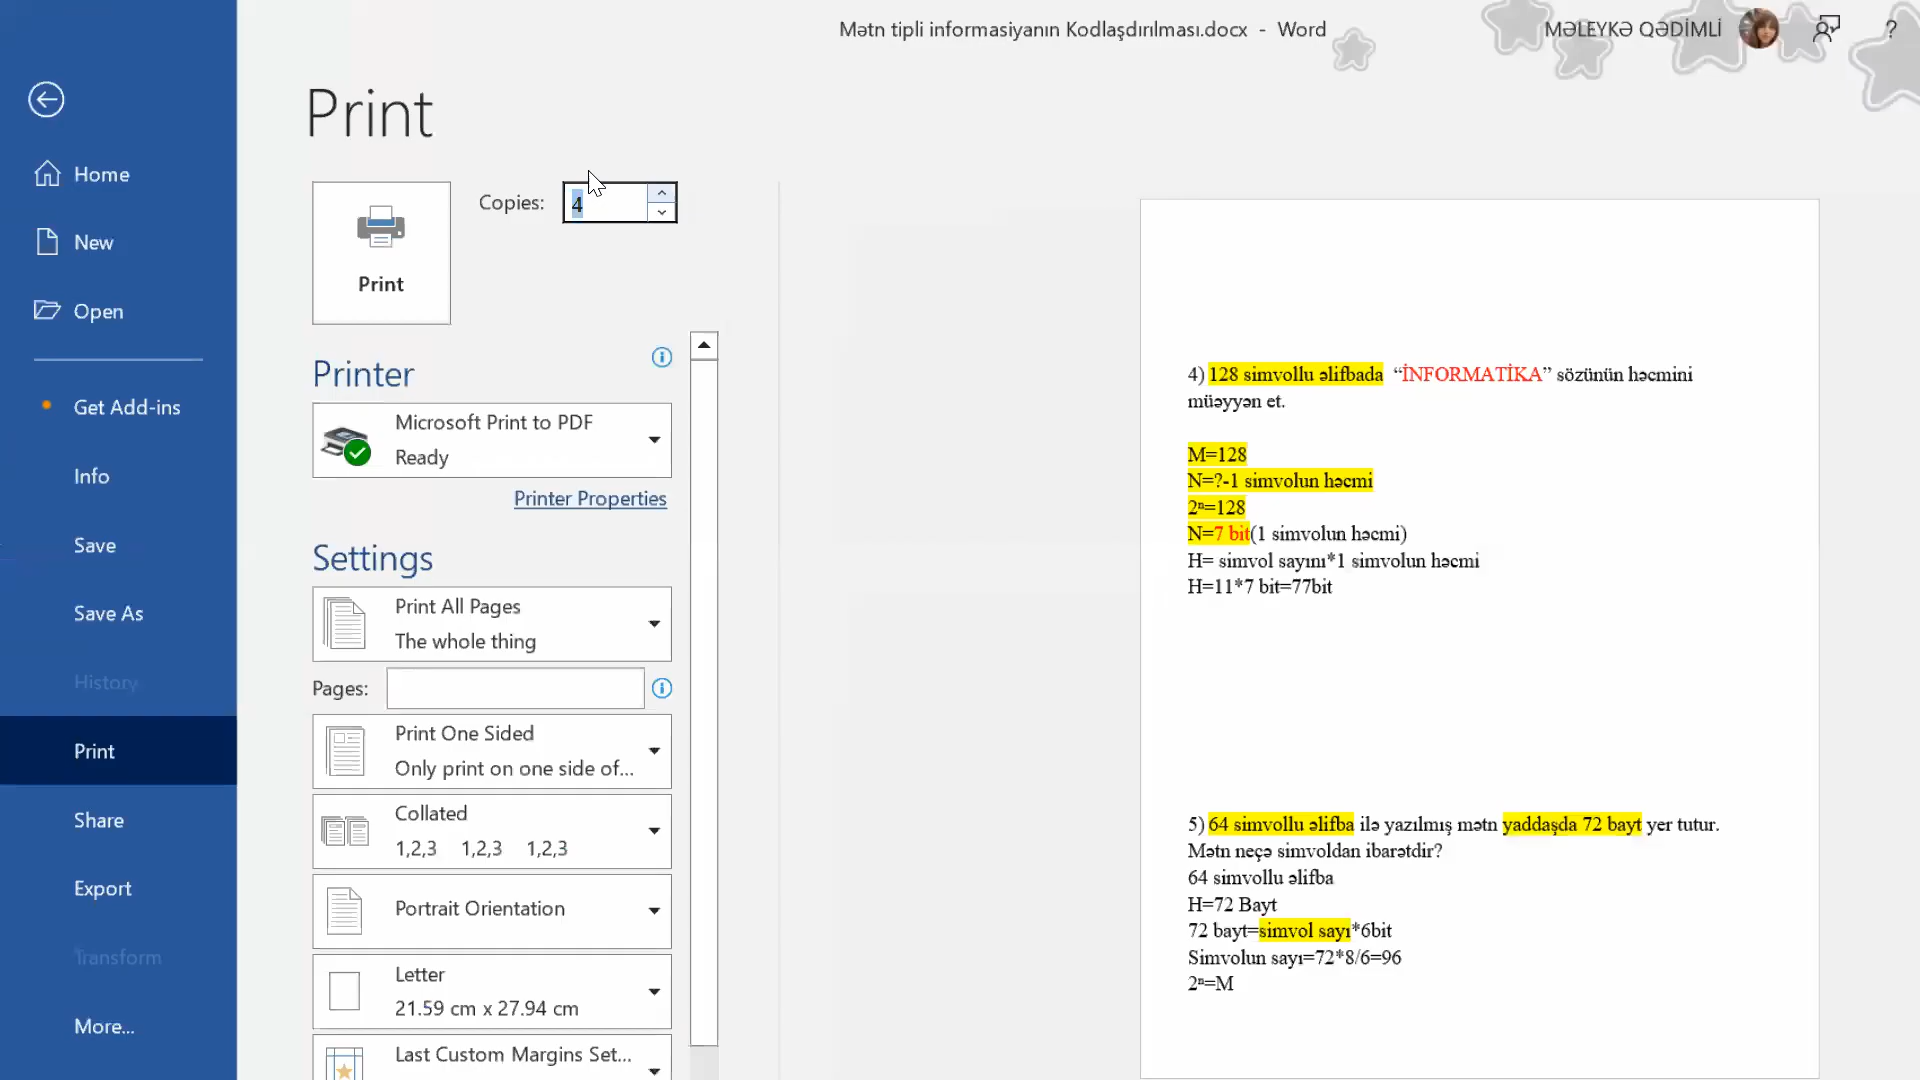 Mətn tipli informasiyanın Kodlaşdırılması.docx - Word
MƏLEYKƏ QƏDİMLİ
?
Home
New
Open
Get Add-ins
Info
Save
Save As
History
Print
Share
Export
Transform
More...
Print
Print
Copies: 4
Printer
Microsoft Print to PDF
Ready
Printer Properties
Settings
Print All Pages
The whole thing
Pages:
Print One Sided
Only print on one side of...
Collated
1,2,3 1,2,3 1,2,3
Portrait Orientation
Letter
21.59 cm x 27.94 cm
Last Custom Margins Set...
4) 128 simvollu əlifbada “İNFORMATİKA” sözünün həcmini
müəyyən et.
M=128
N=?-1 simvolun həcmi
2ⁿ=128
N=7 bit(1 simvolun həcmi)
H= simvol sayını*1 simvolun həcmi
H=11*7 bit=77bit
5) 64 simvollu əlifba ilə yazılmış mətn yaddaşda 72 bayt yer tutur.
Mətn neçə simvoldan ibarətdir?
64 simvollu əlifba
H=72 Bayt
72 bayt=simvol sayı*6bit
Simvolun sayı=72*8/6=96
2ⁿ=M